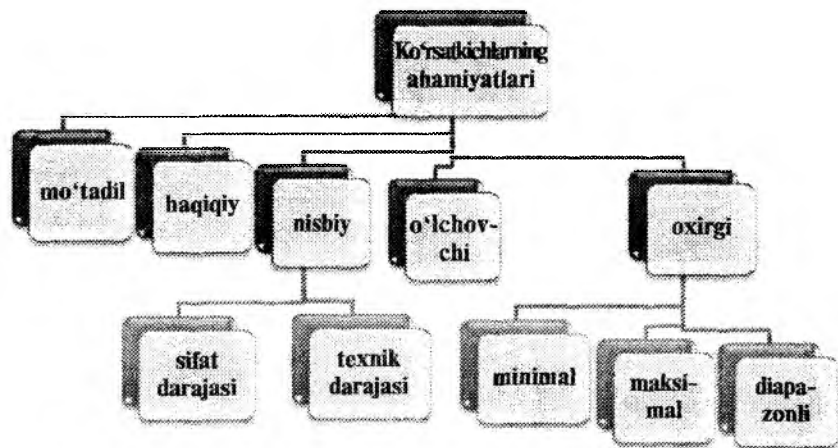 Ko‘rsatkichlarning
ahamiyatlari
mo‘tadil
haqiqiy
nisbiy
o‘lchov-
chi
oxirgi
sifat
darajasi
texnik
darajasi
minimal
maksi-
mal
diapa-
zonli